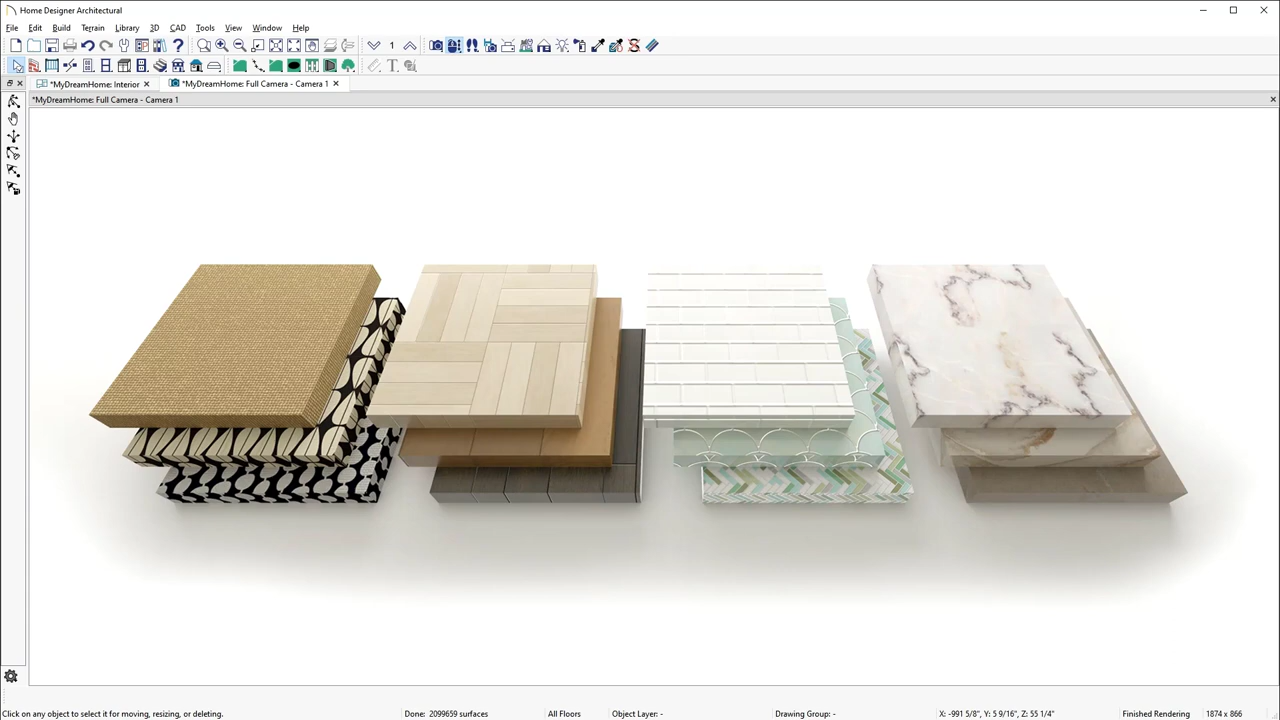 Home Designer Architectural
File Edit Build Terrain Library 3D CAD Tools View Window Help
1
*MyDreamHome: Interior *MyDreamHome: Full Camera - Camera 1
*MyDreamHome: Full Camera - Camera 1
Click on any object to select it for moving, resizing, or deleting. Done: 2099659 surfaces All Floors Object Layer: - Drawing Group: - X: -991 5/8", Y: 5 9/16", Z: 55 1/4" Finished Rendering 1874 x 866